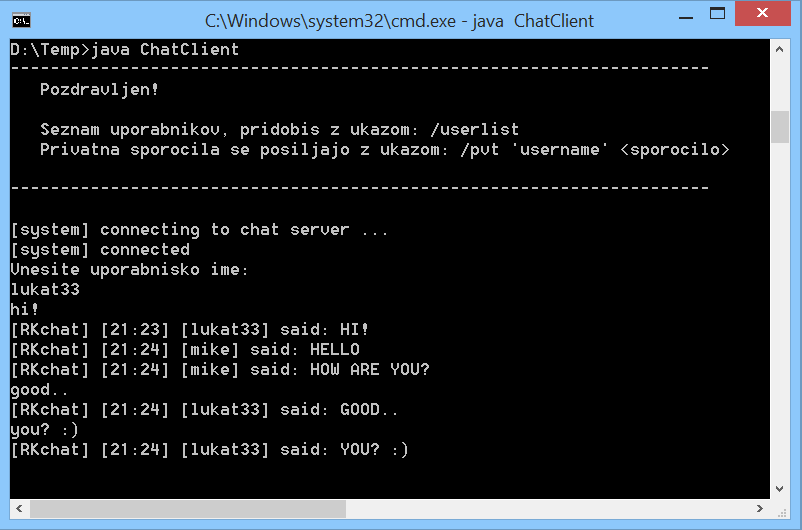 C:\Windows\system32\cmd.exe - java  ChatClient
D:\Temp>java ChatClient
----------------------------------------------------------------------
   Pozdravljen!
   Seznam uporabnikov, pridobis z ukazom: /userlist
   Privatna sporocila se posiljajo z ukazom: /pvt 'username' <sporocilo>
----------------------------------------------------------------------
[system] connecting to chat server ...
[system] connected
Vnesite uporabnisko ime:
lukat33
hi!
[RKchat] [21:23] [lukat33] said: HI!
[RKchat] [21:24] [mike] said: HELLO
[RKchat] [21:24] [mike] said: HOW ARE YOU?
good..
[RKchat] [21:24] [lukat33] said: GOOD..
you? :)
[RKchat] [21:24] [lukat33] said: YOU? :)